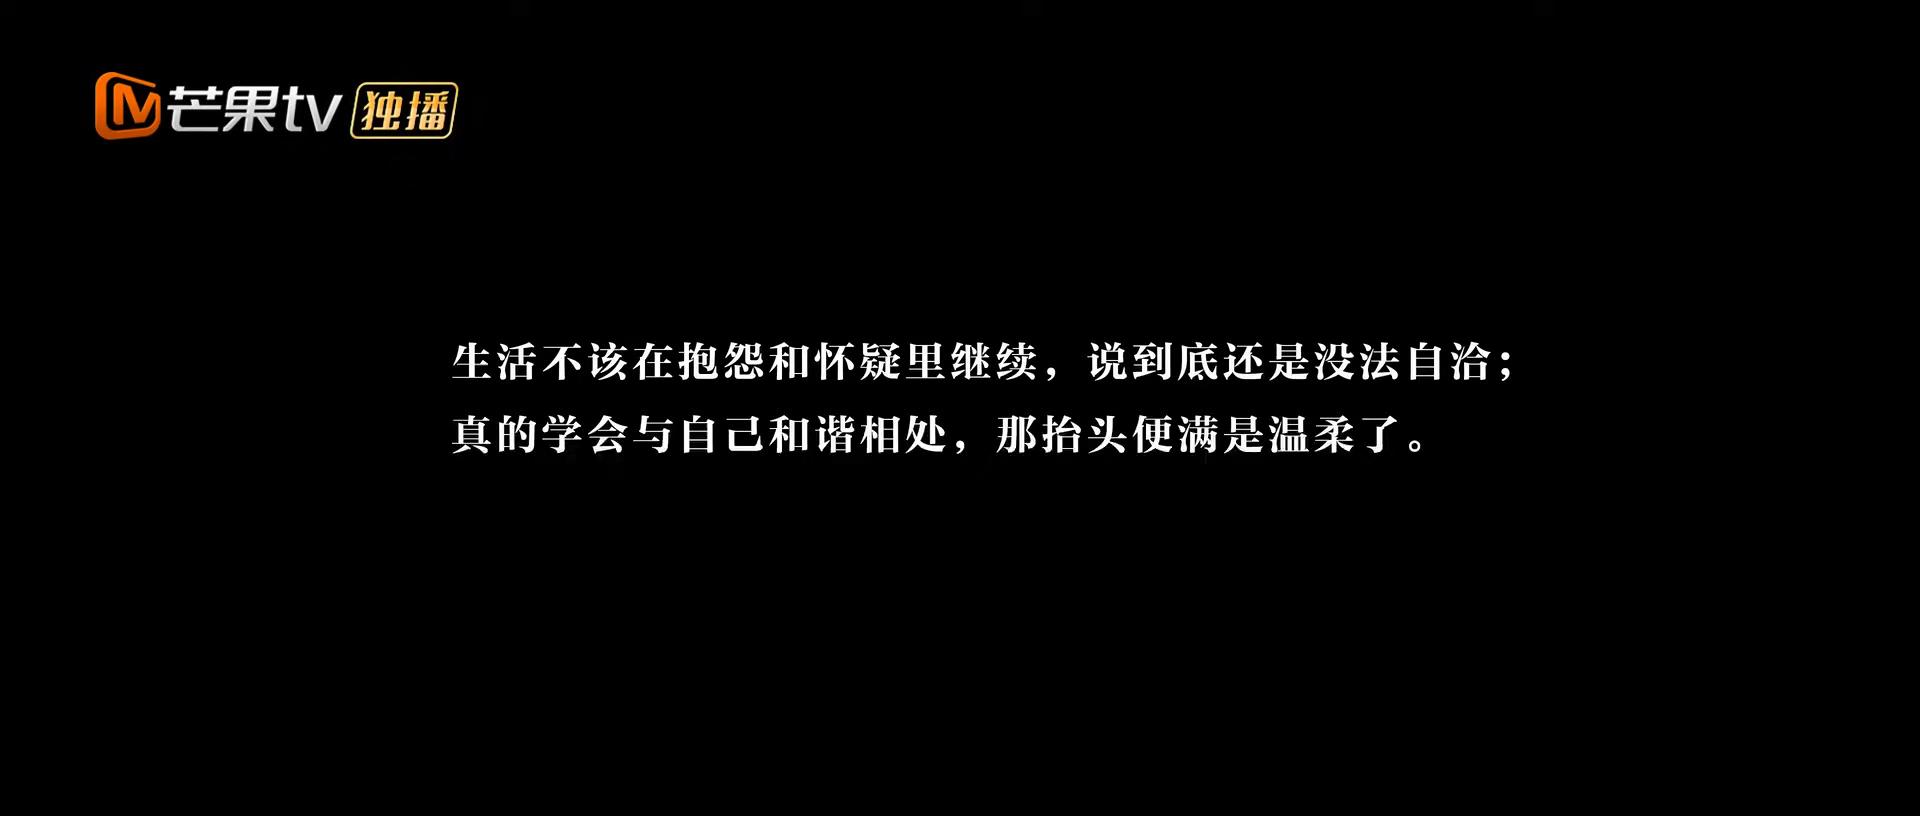 芒果tv 独播
生活不该在抱怨和怀疑里继续，说到底还是没法自洽；
真的学会与自己和谐相处，那抬头便满是温柔了。